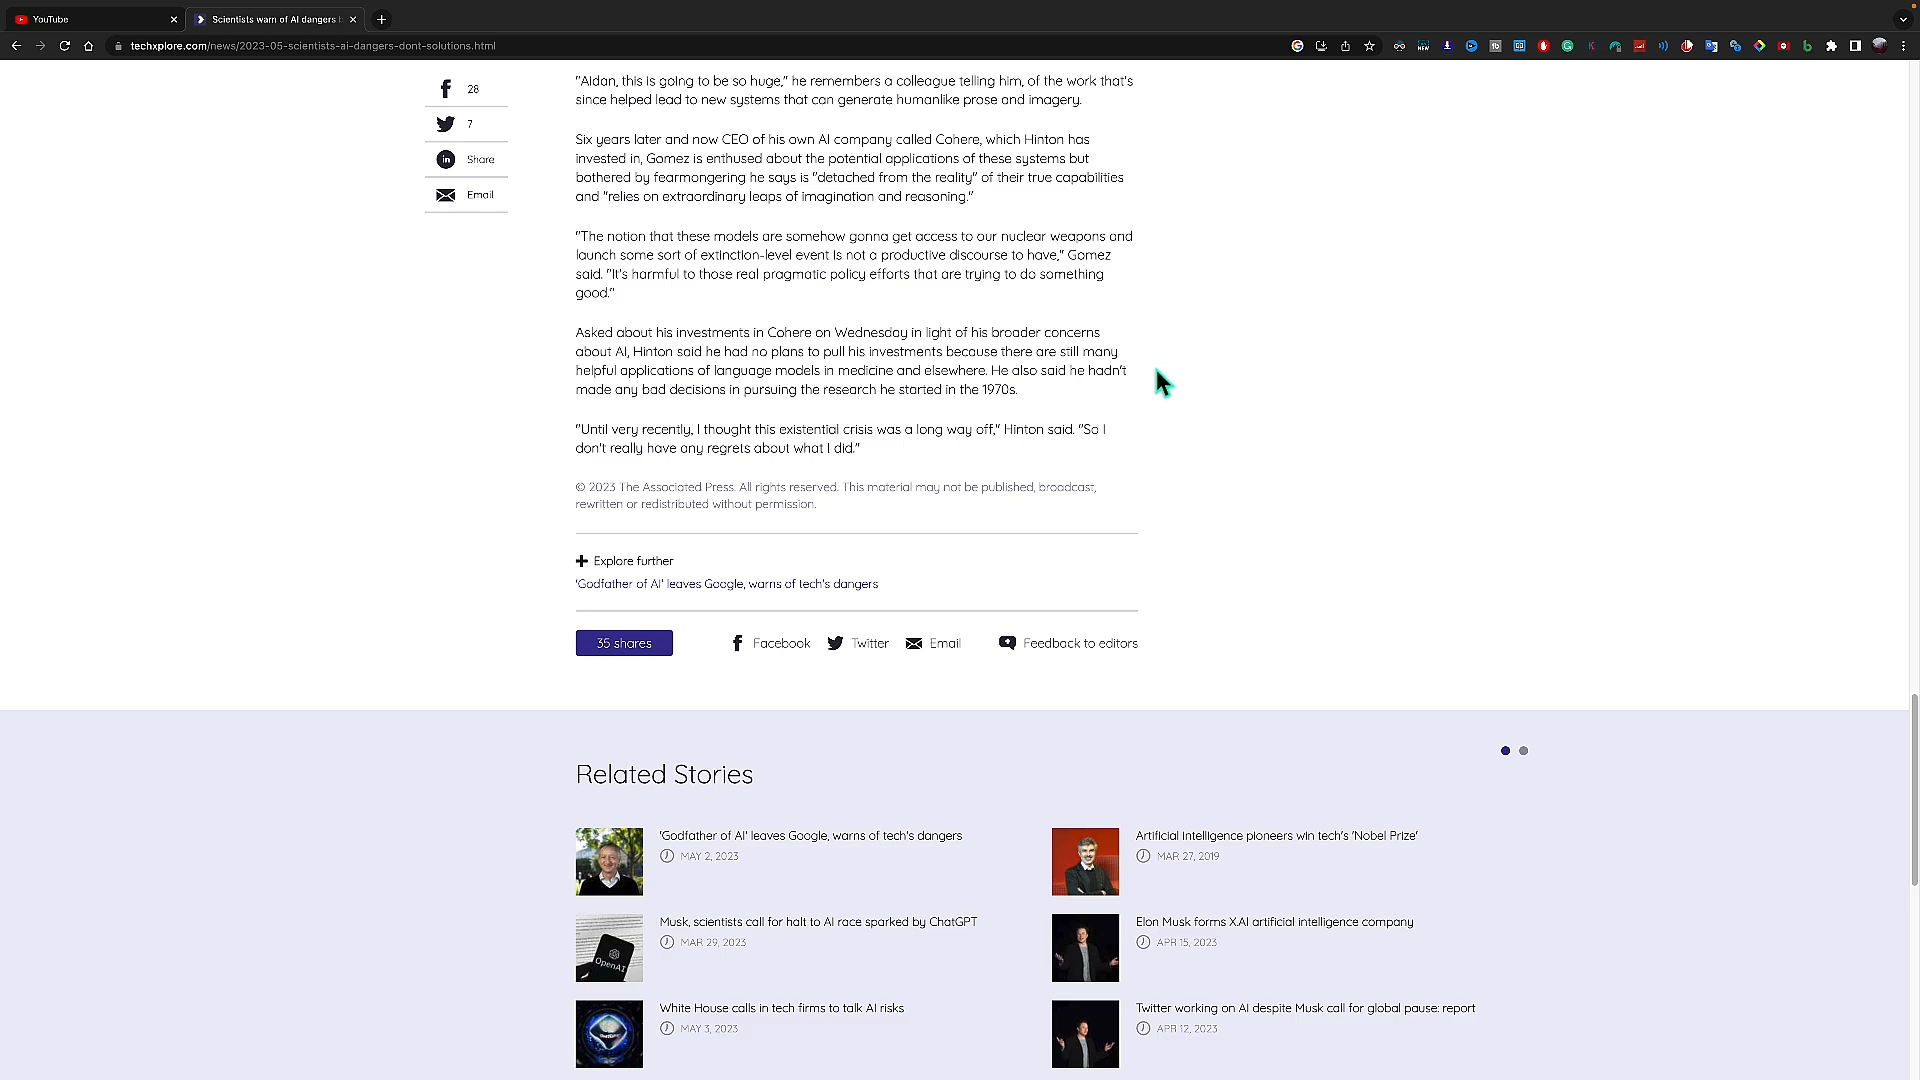 YouTube
Scientists warn of AI dangers b
techxplore.com/news/2023-05-scientists-ai-dangers-dont-solutions.html
28
7
Share
Email
"Aidan, this is going to be so huge," he remembers a colleague telling him, of the work that's
since helped lead to new systems that can generate humanlike prose and imagery.
Six years later and now CEO of his own AI company called Cohere, which Hinton has
invested in, Gomez is enthused about the potential applications of these systems but
bothered by fearmongering he says is "detached from the reality" of their true capabilities
and "relies on extraordinary leaps of imagination and reasoning."
"The notion that these models are somehow gonna get access to our nuclear weapons and
launch some sort of extinction-level event is not a productive discourse to have," Gomez
said. "It's harmful to those real pragmatic policy efforts that are trying to do something
good."
Asked about his investments in Cohere on Wednesday in light of his broader concerns
about AI, Hinton said he had no plans to pull his investments because there are still many
helpful applications of language models in medicine and elsewhere. He also said he hadn't
made any bad decisions in pursuing the research he started in the 1970s.
"Until very recently, I thought this existential crisis was a long way off," Hinton said. "So I
don't really have any regrets about what I did."
© 2023 The Associated Press. All rights reserved. This material may not be published, broadcast,
rewritten or redistributed without permission.
Explore further
'Godfather of AI' leaves Google, warns of tech's dangers
35 shares
Facebook
Twitter
Email
Feedback to editors
Related Stories
'Godfather of AI' leaves Google, warns of tech's dangers
MAY 2, 2023
Artificial intelligence pioneers win tech's 'Nobel Prize'
MAR 27, 2019
Musk, scientists call for halt to AI race sparked by ChatGPT
MAR 29, 2023
OpenAI
Elon Musk forms X.AI artificial intelligence company
APR 15, 2023
White House calls in tech firms to talk AI risks
MAY 3, 2023
Twitter working on AI despite Musk call for global pause: report
APR 12, 2023